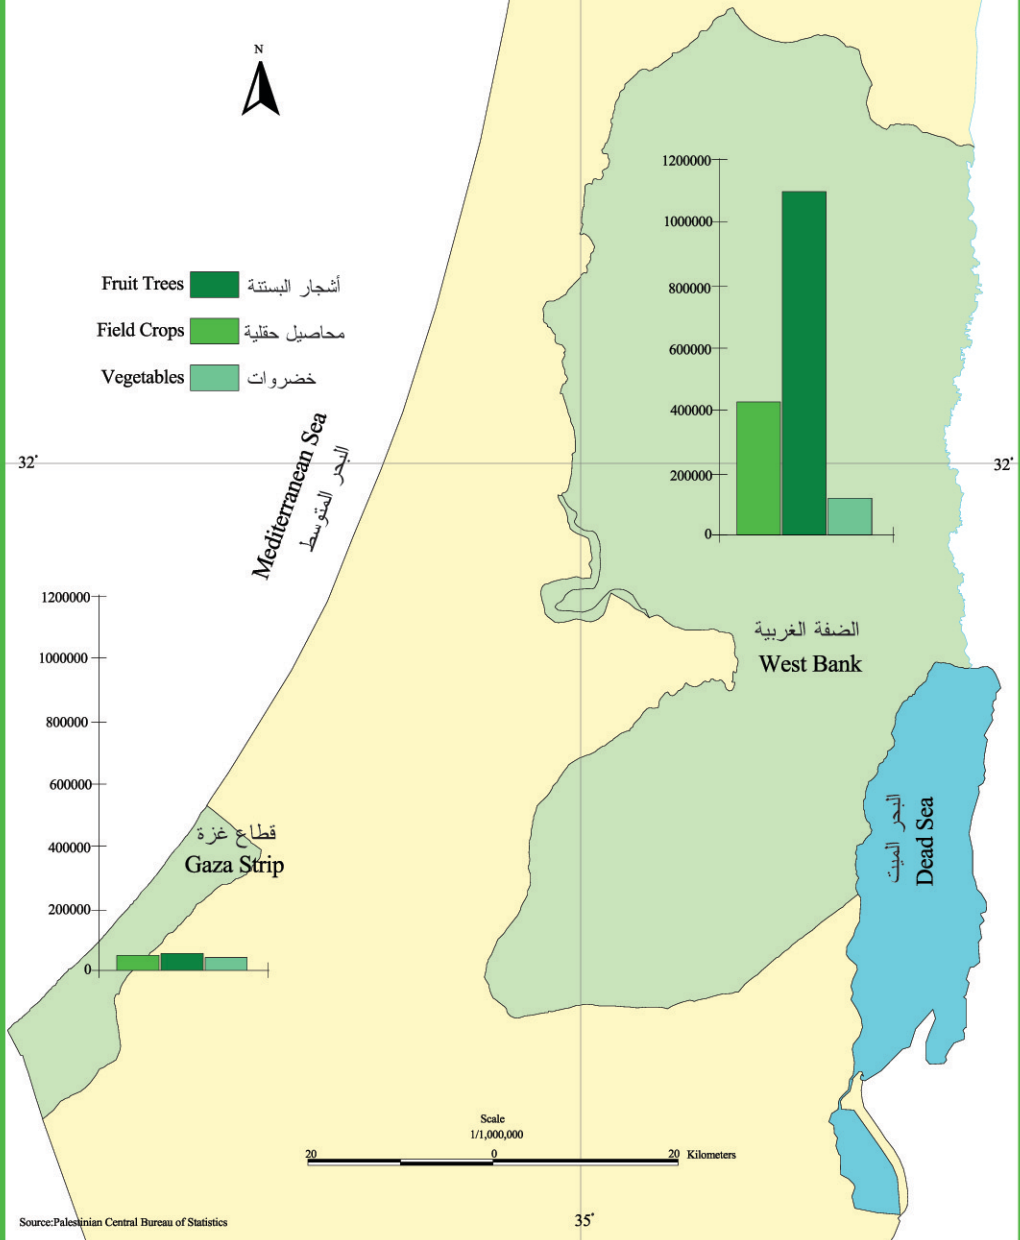 N
Fruit Trees أشجار البستنة
Field Crops محاصيل حقلية
Vegetables خضروات
1200000
1000000
800000
600000
400000
200000
0
32°
32°
Mediterranean Sea
البحر المتوسط
الضفة الغربية
West Bank
1200000
1000000
800000
600000
400000
200000
0
قطاع غزة
Gaza Strip
البحر الميت
Dead Sea
Scale
1/1,000,000
20 0 20 Kilometers
Source:Palestinian Central Bureau of Statistics
35°